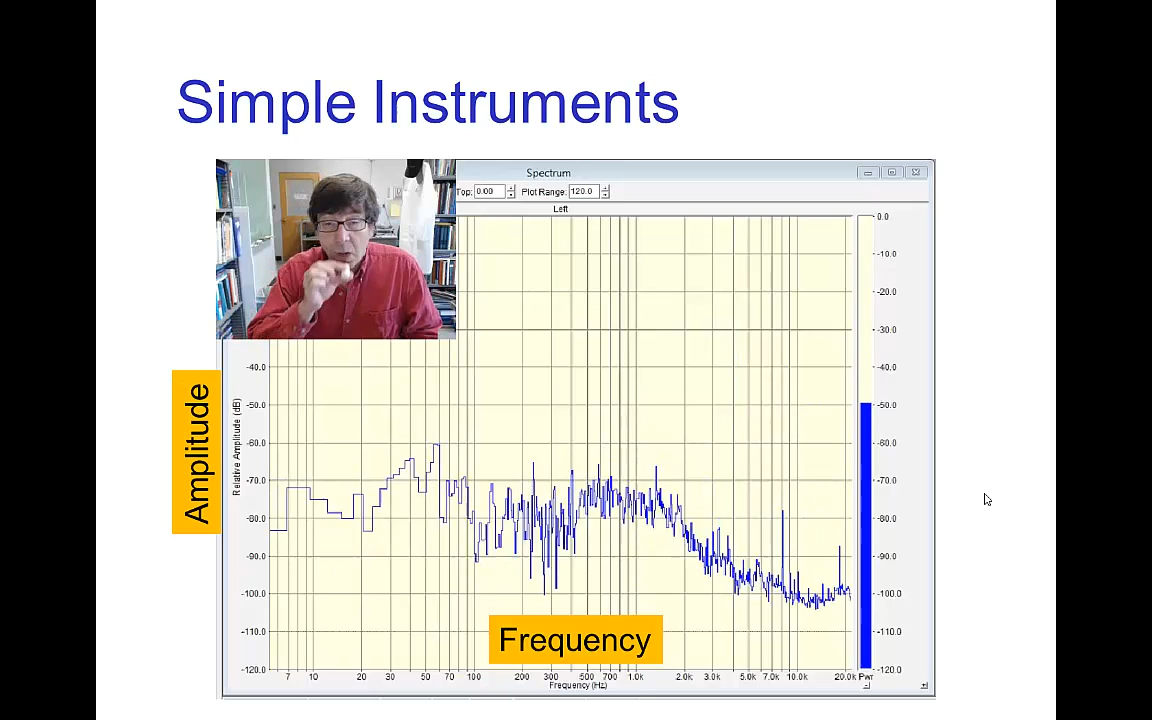 Simple Instruments
Spectrum
Top: 0.00 Plot Range: 120.0
Left
0.0
-10.0
-20.0
-30.0
-40.0 -40.0
-50.0 -50.0
-60.0 -60.0
-70.0 -70.0
-80.0 -80.0
-90.0 -90.0
-100.0 -100.0
-110.0 -110.0
-120.0 -120.0
Amplitude
Relative Amplitude (dB)
Frequency
7 10 20 30 50 70 100 200 300 500 700 1.0k 2.0k 3.0k 5.0k 7.0k 10.0k 20.0k Pwr
Frequency (Hz)